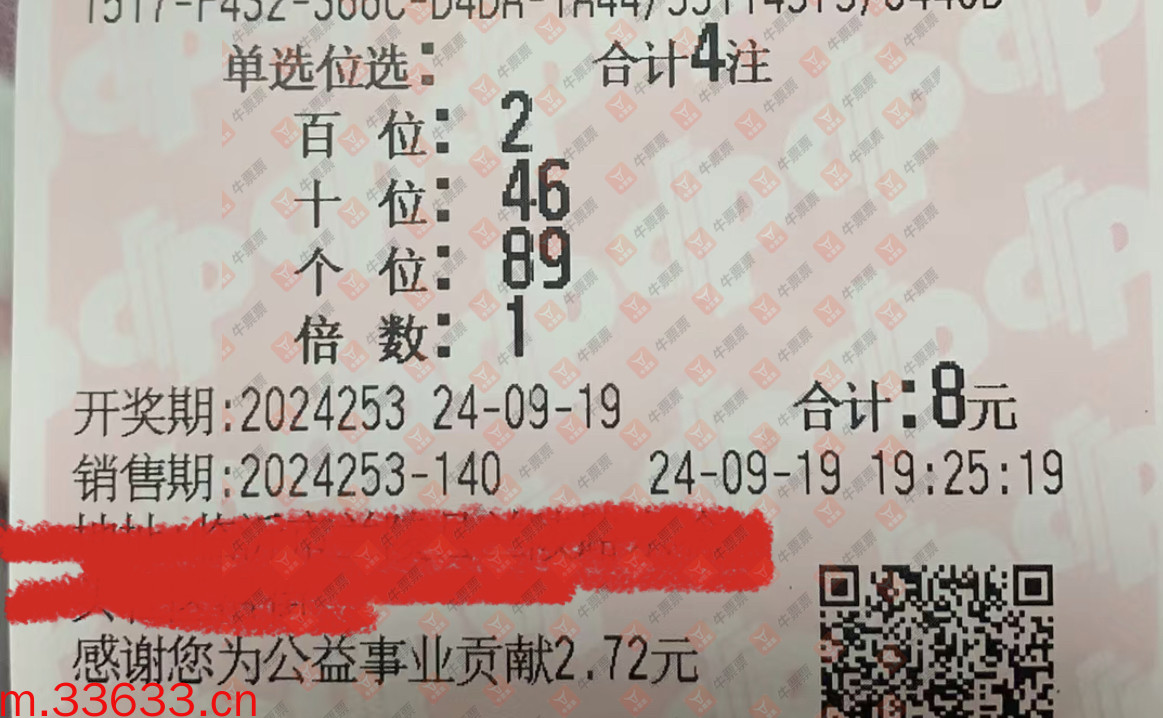 单选位选: 合计4注
百 位: 2
十 位: 46
个 位: 89
倍 数: 1
开奖期:2024253 24-09-19 合计:8元
销售期:2024253-140 24-09-19 19:25:19
感谢您为公益事业贡献2.72元
m.33633.cn
牛票票